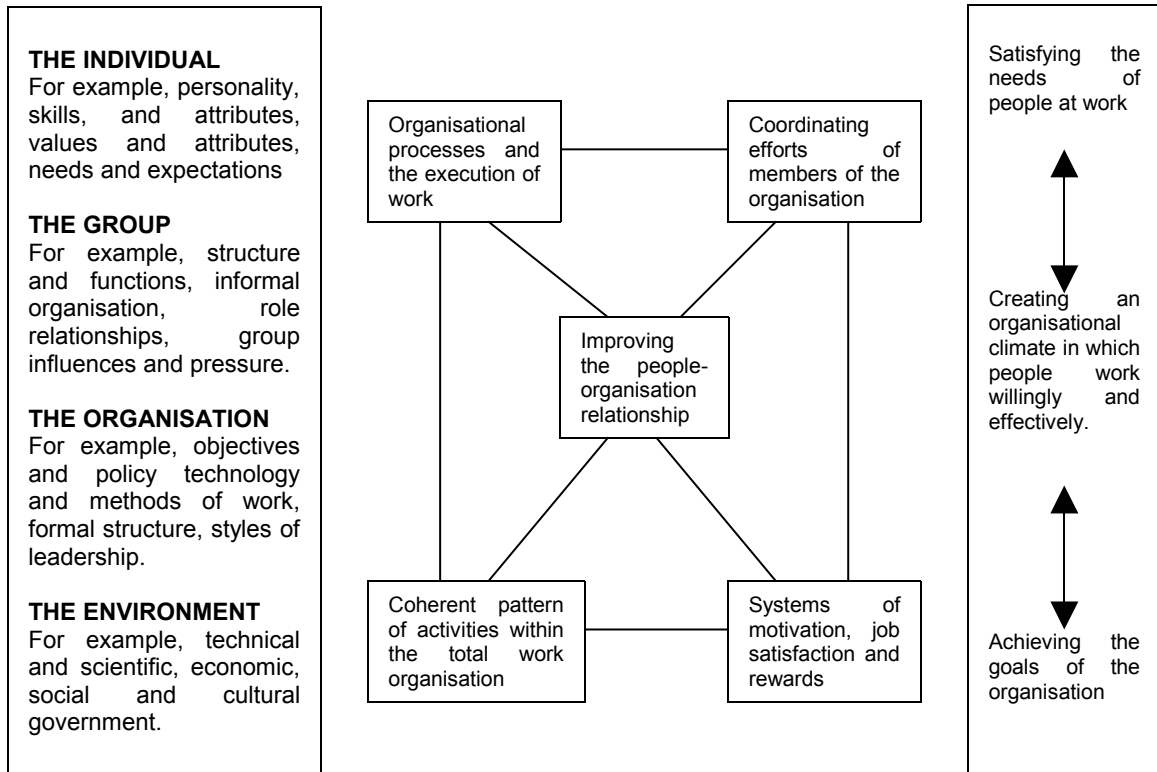 THE INDIVIDUAL
For example, personality,
skills, and attributes,
values and attributes,
needs and expectations
THE GROUP
For example, structure
and functions, informal
organisation, role
relationships, group
influences and pressure.
THE ORGANISATION
For example, objectives
and policy technology
and methods of work,
formal structure, styles of
leadership.
THE ENVIRONMENT
For example, technical
and scientific, economic,
social and cultural
government.
Organisational
processes and
the execution of
work
Coordinating
efforts of
members of the
organisation
Improving
the people-
organisation
relationship
Coherent pattern
of activities within
the total work
organisation
Systems of
motivation, job
satisfaction and
rewards
Satisfying the
needs of
people at work
Creating an
organisational
climate in which
people work
willingly and
effectively.
Achieving the
goals of the
organisation